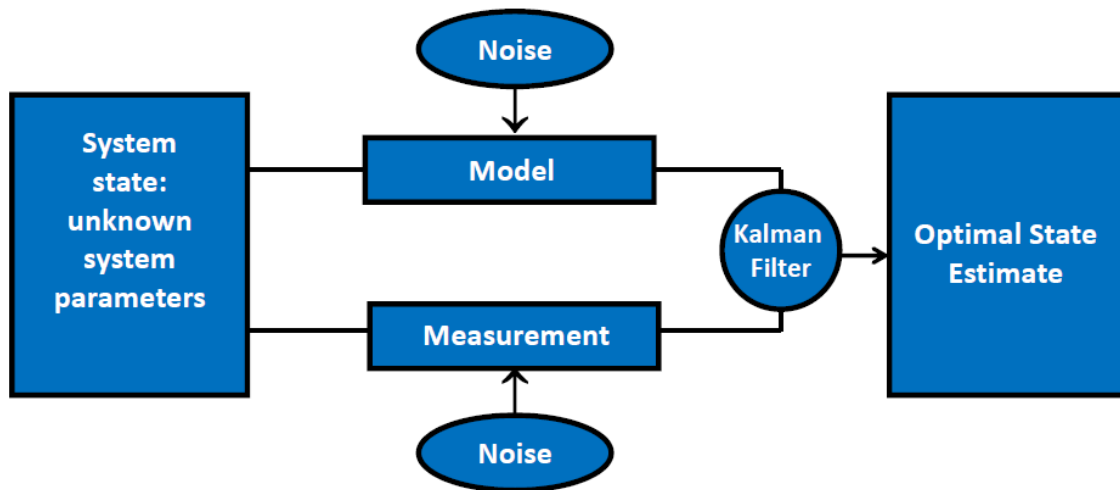 Noise
System
state:
unknown
system
parameters
Model
Kalman
Filter
Optimal State
Estimate
Measurement
Noise